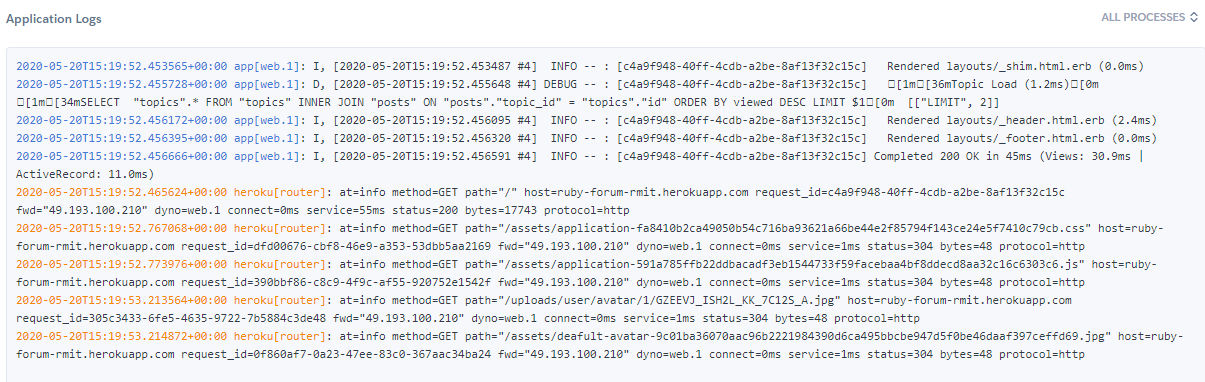 Application Logs
ALL PROCESSES
2020-05-20T15:19:52.453565+00:00 app[web.1]: I, [2020-05-20T15:19:52.453487 #4]  INFO -- : [c4a9f948-40ff-4cdb-a2be-8af13f32c15c]   Rendered layouts/_shim.html.erb (0.0ms)
2020-05-20T15:19:52.455728+00:00 app[web.1]: D, [2020-05-20T15:19:52.455648 #4] DEBUG -- : [c4a9f948-40ff-4cdb-a2be-8af13f32c15c]   [1m[36mTopic Load (1.2ms)[0m
[1m[34mSELECT  "topics".* FROM "topics" INNER JOIN "posts" ON "posts"."topic_id" = "topics"."id" ORDER BY viewed DESC LIMIT $1[0m  [["LIMIT", 2]]
2020-05-20T15:19:52.456172+00:00 app[web.1]: I, [2020-05-20T15:19:52.456095 #4]  INFO -- : [c4a9f948-40ff-4cdb-a2be-8af13f32c15c]   Rendered layouts/_header.html.erb (2.4ms)
2020-05-20T15:19:52.456395+00:00 app[web.1]: I, [2020-05-20T15:19:52.456320 #4]  INFO -- : [c4a9f948-40ff-4cdb-a2be-8af13f32c15c]   Rendered layouts/_footer.html.erb (0.0ms)
2020-05-20T15:19:52.456666+00:00 app[web.1]: I, [2020-05-20T15:19:52.456591 #4]  INFO -- : [c4a9f948-40ff-4cdb-a2be-8af13f32c15c] Completed 200 OK in 45ms (Views: 30.9ms |
ActiveRecord: 11.0ms)
2020-05-20T15:19:52.465624+00:00 heroku[router]: at=info method=GET path="/" host=ruby-forum-rmit.herokuapp.com request_id=c4a9f948-40ff-4cdb-a2be-8af13f32c15c
fwd="49.193.100.210" dyno=web.1 connect=0ms service=55ms status=200 bytes=17743 protocol=http
2020-05-20T15:19:52.767068+00:00 heroku[router]: at=info method=GET path="/assets/application-fa8410b2ca49050b54c716ba93621a66be44e2f85794f143ce24e5f7410c79cb.css" host=ruby-
forum-rmit.herokuapp.com request_id=dfd00676-cbf8-46e9-a353-53dbb5aa2169 fwd="49.193.100.210" dyno=web.1 connect=0ms service=1ms status=304 bytes=48 protocol=http
2020-05-20T15:19:52.773976+00:00 heroku[router]: at=info method=GET path="/assets/application-591a785ffb22ddbacadf3eb1544733f59facebaa4bf8ddecd8aa32c16c6303c6.js" host=ruby-
forum-rmit.herokuapp.com request_id=390bbf86-c8c9-4f9c-af55-920752e1542f fwd="49.193.100.210" dyno=web.1 connect=0ms service=1ms status=304 bytes=48 protocol=http
2020-05-20T15:19:53.213564+00:00 heroku[router]: at=info method=GET path="/uploads/user/avatar/1/GZEEVJ_ISH2L_KK_7C12S_A.jpg" host=ruby-forum-rmit.herokuapp.com
request_id=305c3433-6fe5-4635-9722-7b5884c3de48 fwd="49.193.100.210" dyno=web.1 connect=0ms service=1ms status=304 bytes=48 protocol=http
2020-05-20T15:19:53.214872+00:00 heroku[router]: at=info method=GET path="/assets/deafult-avatar-9c01ba36070aac96b2221984390d6ca495bbcbe947d5f0be46daaf397ceffd69.jpg" host=ruby-
forum-rmit.herokuapp.com request_id=0f860af7-0a23-47ee-83c0-367aac34ba24 fwd="49.193.100.210" dyno=web.1 connect=0ms service=1ms status=304 bytes=48 protocol=http